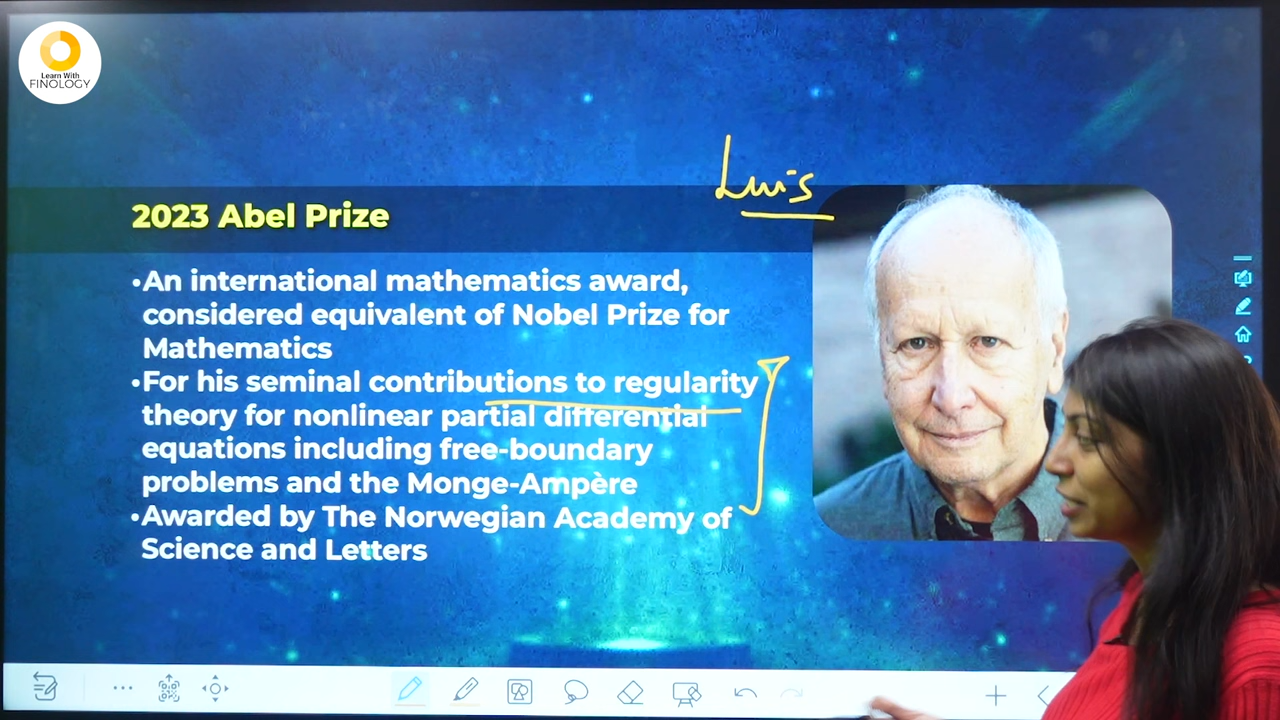 Learn With
FINOLOGY
Luis
2023 Abel Prize
•An international mathematics award,
considered equivalent of Nobel Prize for
Mathematics
•For his seminal contributions to regularity
theory for nonlinear partial differential
equations including free-boundary
problems and the Monge-Ampère
•Awarded by The Norwegian Academy of
Science and Letters